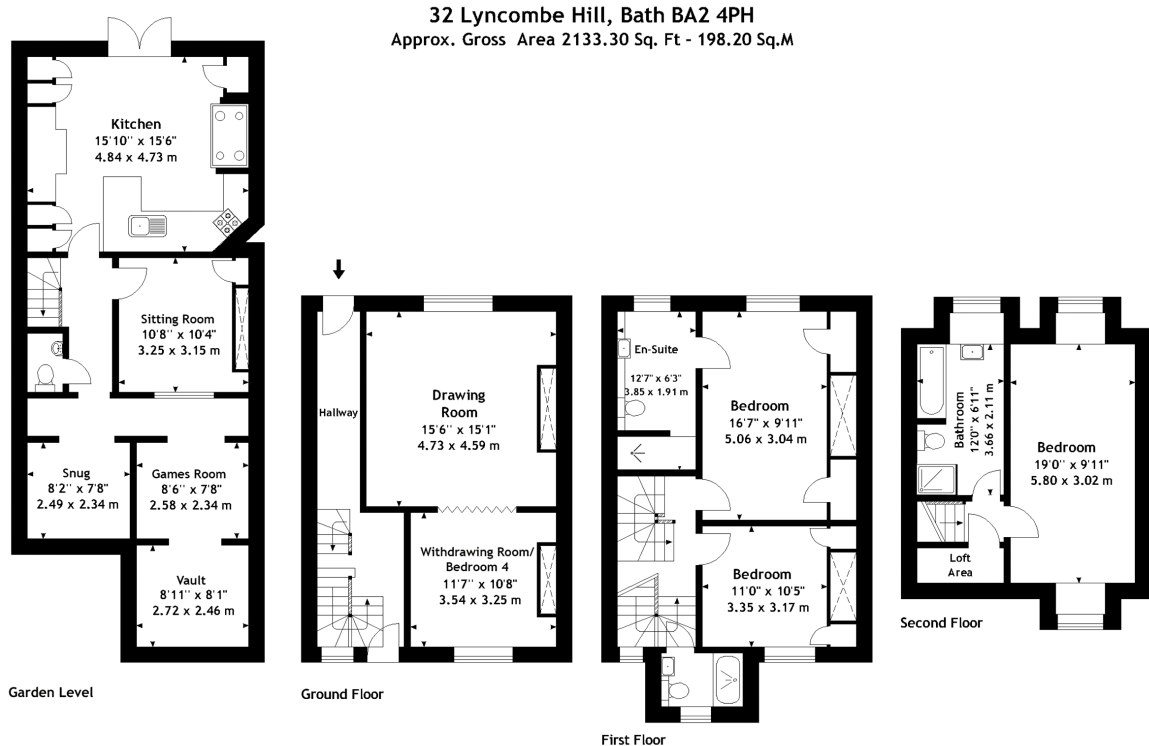 32 Lyncombe Hill, Bath BA2 4PH
Approx. Gross Area 2133.30 Sq. Ft - 198.20 Sq.M
Kitchen
15'10'' x 15'6"
4.84 x 4.73 m
Sitting Room
10'8" x 10'4"
3.25 x 3.15 m
Snug
8'2'' x 7'8"
2.49 x 2.34 m
Games Room
8'6'' x 7'8"
2.58 x 2.34 m
Vault
8'11'' x 8'1"
2.72 x 2.46 m
Garden Level
Hallway
Drawing
Room
15'6'' x 15'1"
4.73 x 4.59 m
Withdrawing Room/
Bedroom 4
11'7" x 10'8"
3.54 x 3.25 m
Ground Floor
En-Suite
12'7" x 6'3"
3.85 x 1.91 m
Bedroom
16'7" x 9'11"
5.06 x 3.04 m
Bedroom
11'0" x 10'5"
3.35 x 3.17 m
First Floor
Bathroom
12'0" x 6'11"
3.66 x 2.11 m
Bedroom
19'0" x 9'11"
5.80 x 3.02 m
Loft
Area
Second Floor